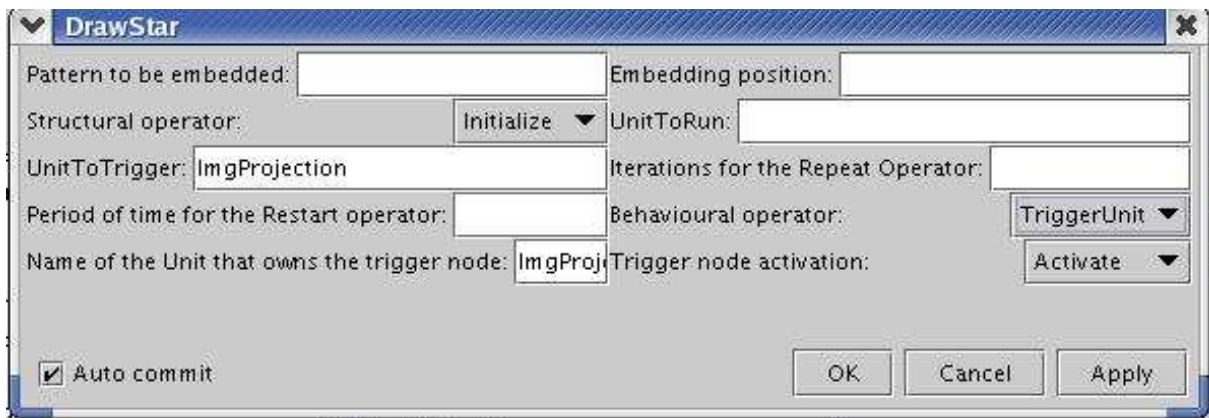 DrawStar
Pattern to be embedded: Embedding position:
Structural operator: Initialize UnitToRun:
UnitToTrigger: ImgProjection Iterations for the Repeat Operator:
Period of time for the Restart operator: Behavioural operator: TriggerUnit
Name of the Unit that owns the trigger node: ImgProj Trigger node activation: Activate
Auto commit OK Cancel Apply